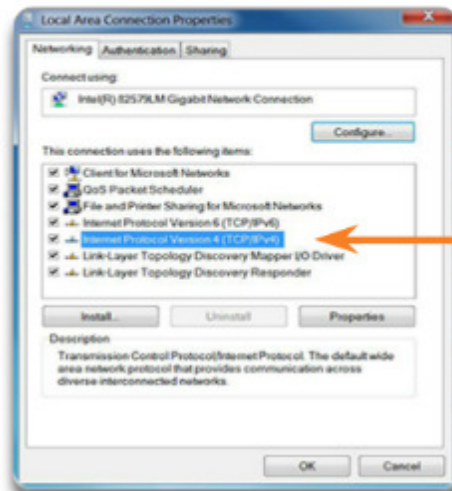 Local Area Connection Properties
Networking Authentication Sharing
Connect using:
Intel(R) 82579LM Gigabit Network Connection
Configure...
This connection uses the following items:
Client for Microsoft Networks
QoS Packet Scheduler
File and Printer Sharing for Microsoft Networks
Internet Protocol Version 6 (TCP/IPv6)
Internet Protocol Version 4 (TCP/IPv4)
Link-Layer Topology Discovery Mapper I/O Driver
Link-Layer Topology Discovery Responder
Install... Uninstall Properties
Description
Transmission Control Protocol/Internet Protocol. The default wide
area network protocol that provides communication across
diverse interconnected networks.
OK Cancel